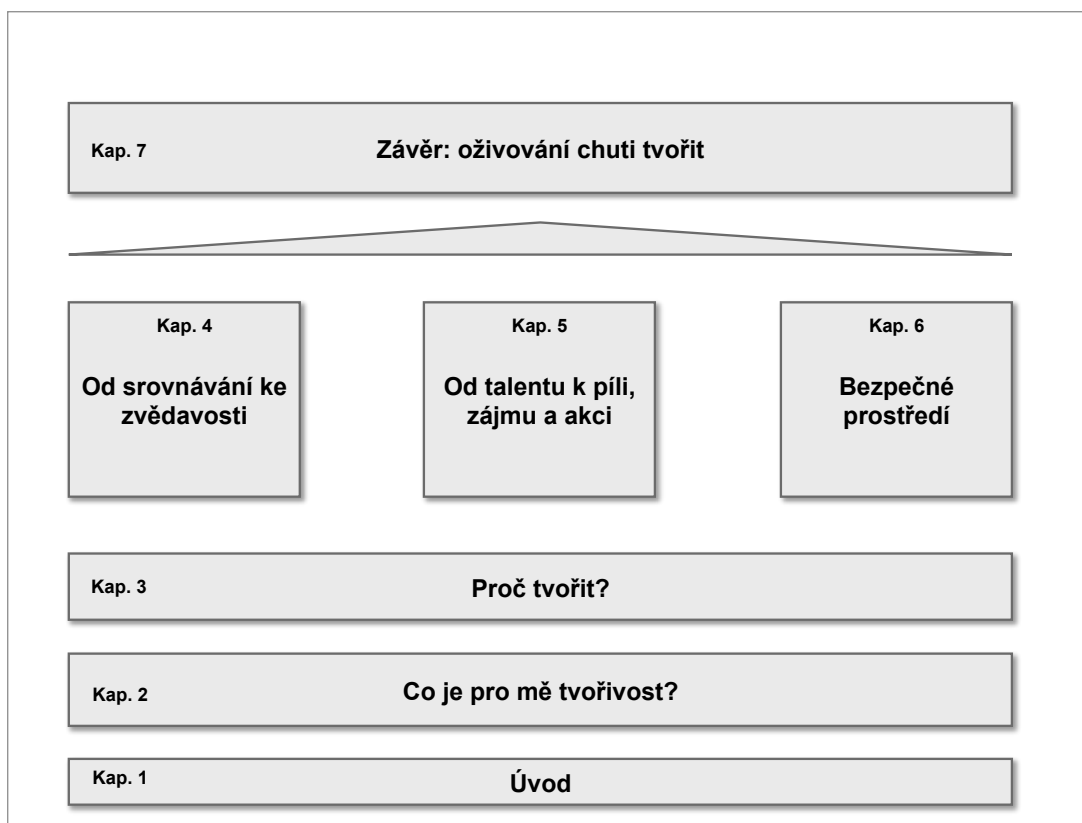 Kap. 7
Závěr: oživování chuti tvořit
Kap. 4
Od srovnávání ke
zvědavosti
Kap. 5
Od talentu k píli,
zájmu a akci
Kap. 6
Bezpečné
prostředí
Kap. 3
Proč tvořit?
Kap. 2
Co je pro mě tvořivost?
Kap. 1
Úvod